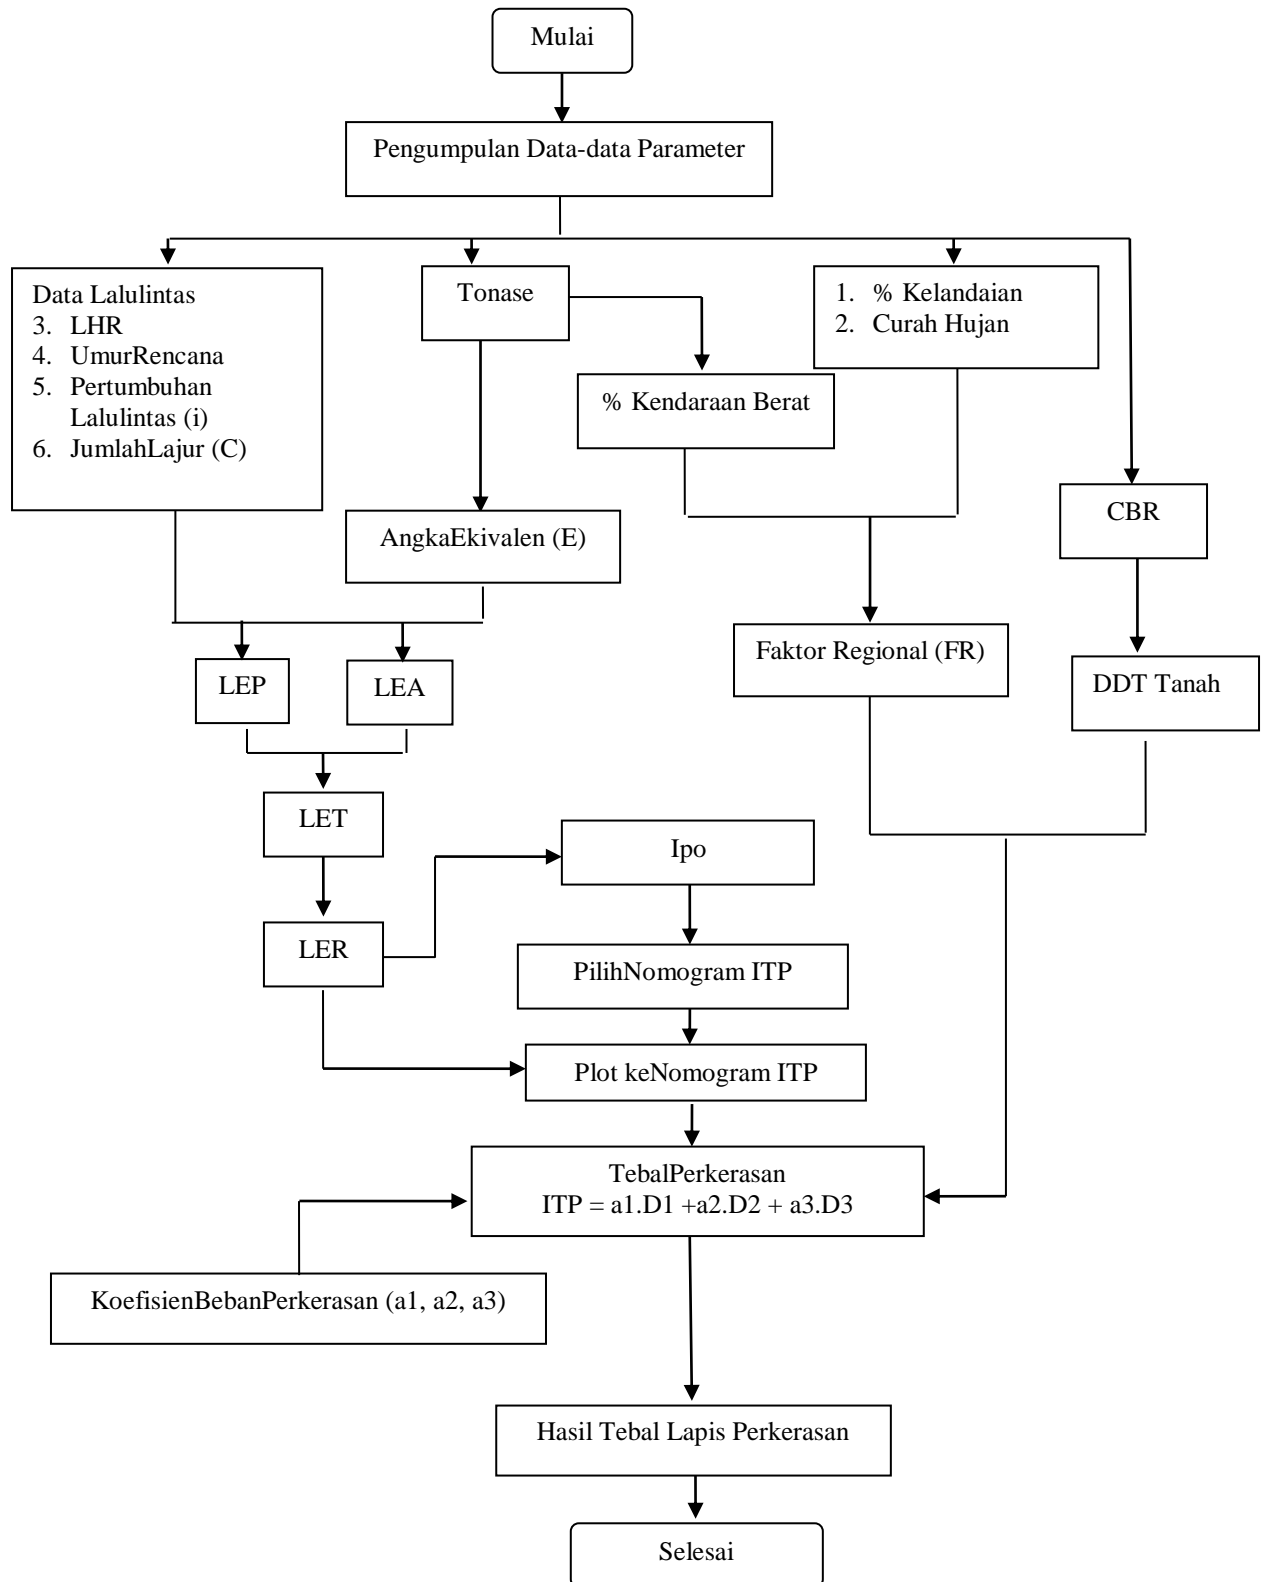 Mulai
Pengumpulan Data-data Parameter
Data Lalulintas
3. LHR
4. UmurRencana
5. Pertumbuhan
Lalulintas (i)
6. JumlahLajur (C)
Tonase
1. % Kelandaian
2. Curah Hujan
% Kendaraan Berat
CBR
AngkaEkivalen (E)
Faktor Regional (FR)
DDT Tanah
LEP
LEA
LET
Ipo
LER
PilihNomogram ITP
Plot keNomogram ITP
TebalPerkerasan
ITP = a1.D1 +a2.D2 + a3.D3
KoefisienBebanPerkerasan (a1, a2, a3)
Hasil Tebal Lapis Perkerasan
Selesai